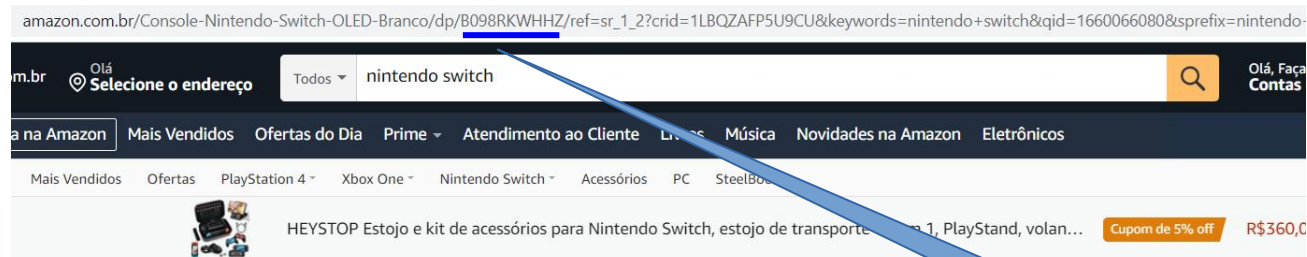 amazon.com.br/Console-Nintendo-Switch-OLED-Branco/dp/B098RKWHHZ/ref=sr_1_2?crid=1LBQZAFP5U9CU&keywords=nintendo+switch&qid=1660066080&sprefix=nintendo-
om.br Olá
Selecione o endereço Todos nintendo switch Olá, Faça
Contas
a na Amazon Mais Vendidos Ofertas do Dia Prime Atendimento ao Cliente Música Novidades na Amazon Eletrônicos
Mais Vendidos Ofertas PlayStation 4 Xbox One Nintendo Switch Acessórios PC
HEYSTOP Estojo e kit de acessórios para Nintendo Switch, estojo de transporte 1, PlayStand, volan... Cupom de 5% off R$360,0